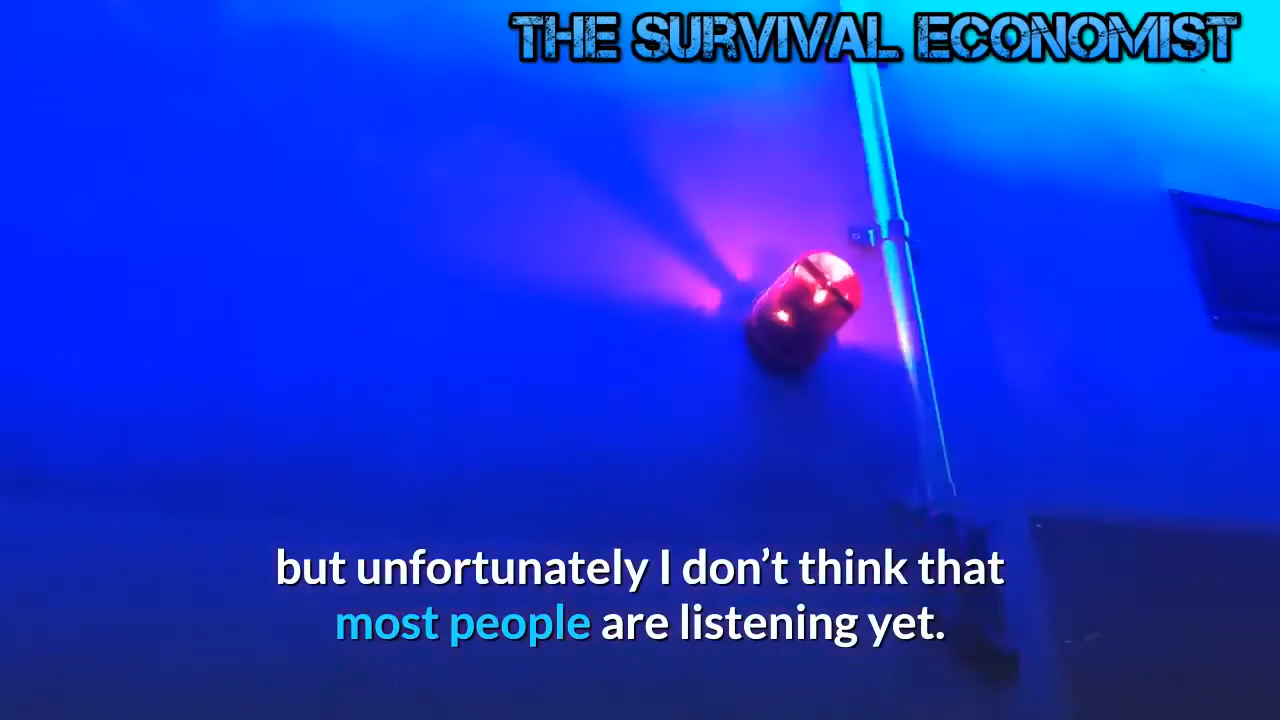 THE SURVIVAL ECONOMIST
but unfortunately I don't think that
most people are listening yet.